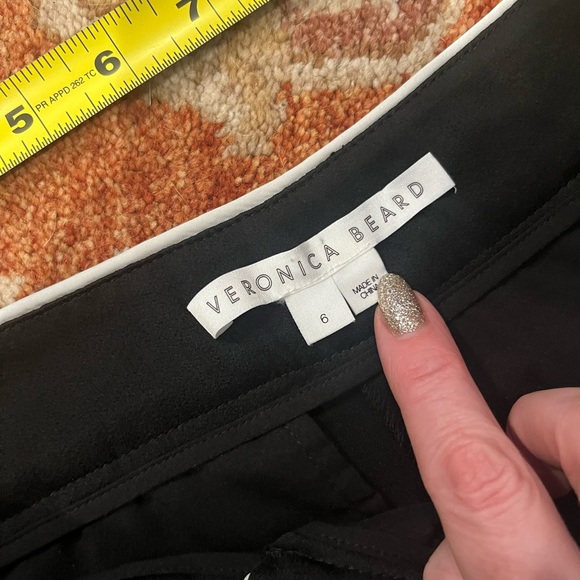 5
PR APPD 262 TC
6
7
VERONICA BEARD
6
MADE IN
CHINA